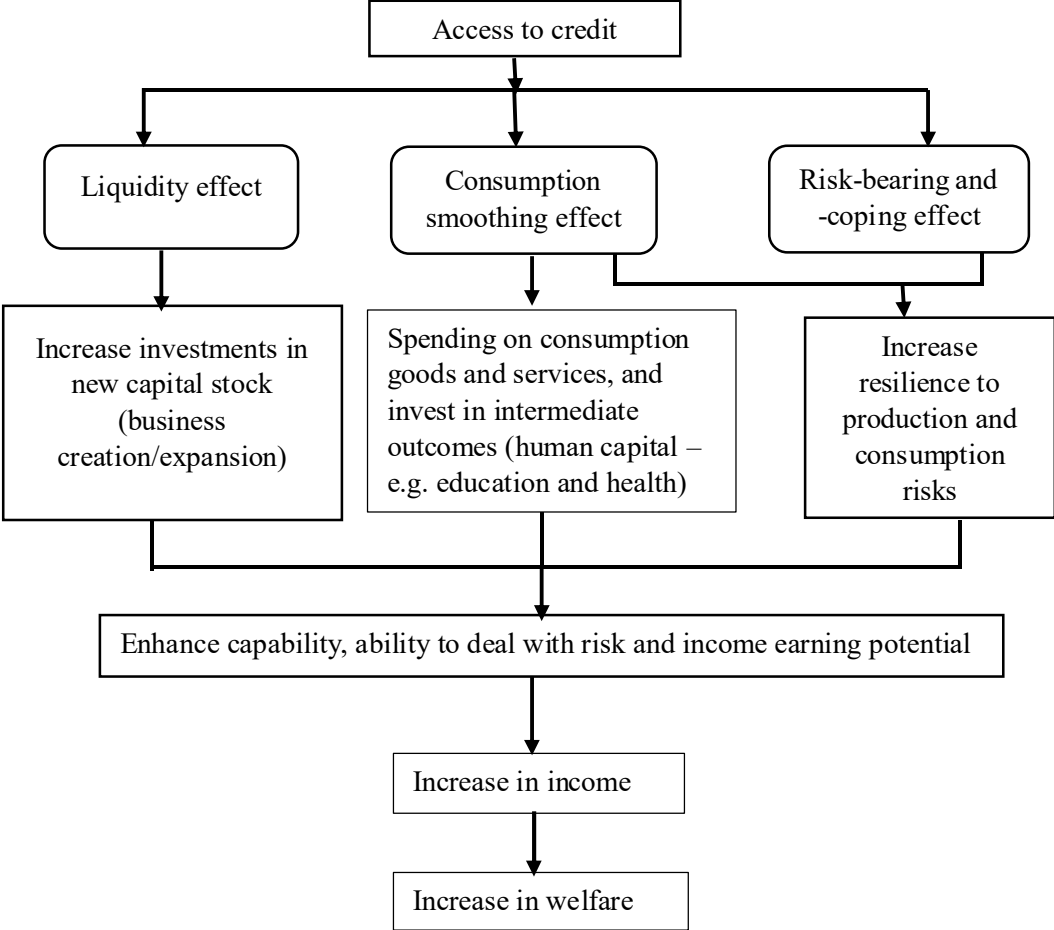 Access to credit
Liquidity effect
Consumption
smoothing effect
Risk-bearing and
-coping effect
Increase investments in
new capital stock
(business
creation/expansion)
Spending on consumption
goods and services, and
invest in intermediate
outcomes (human capital –
e.g. education and health)
Increase
resilience to
production and
consumption
risks
Enhance capability, ability to deal with risk and income earning potential
Increase in income
Increase in welfare